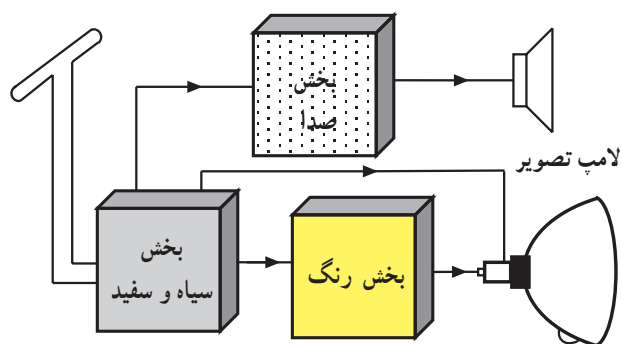 بخش
صدا
لامپ تصویر
بخش
سیاه و سفید
بخش رنگ